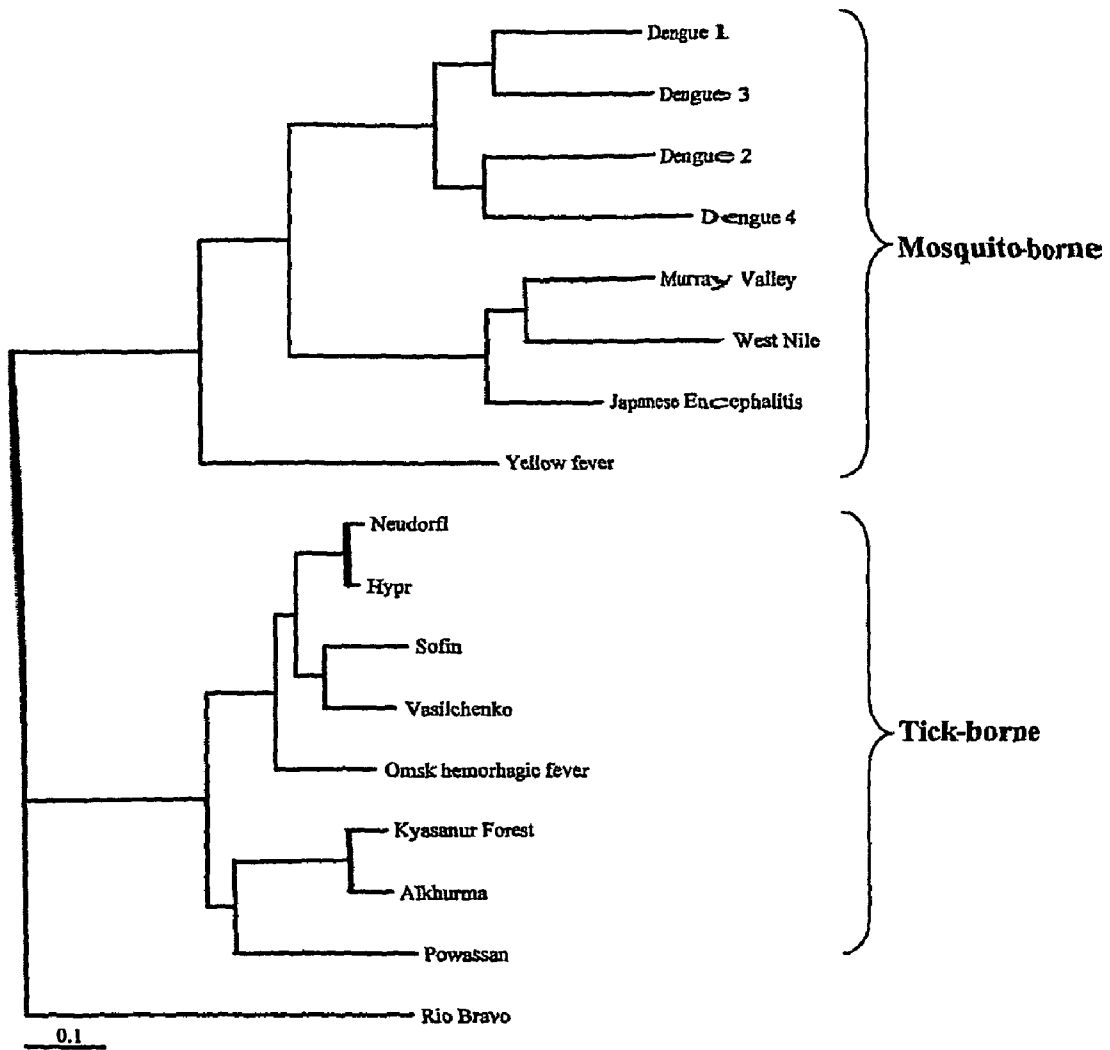 Dengue 1
Dengue 3
Dengue 2
Dengue 4
Murray Valley
West Nile
Japanese Encephalitis
Yellow fever
Mosquito-borne
Neudorfl
Hypr
Sofin
Vasilchenko
Omsk hemorhagic fever
Kyasanur Forest
Alkhurma
Powassan
Tick-borne
Rio Bravo
0.1